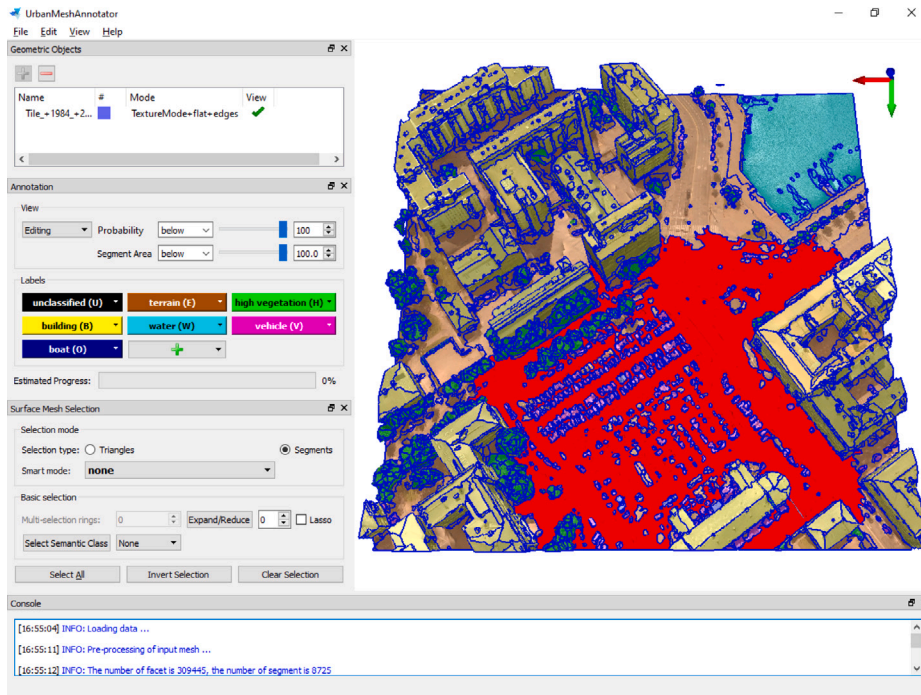 UrbanMeshAnnotator
File Edit View Help
Geometric Objects
Name # Mode View
Tile_+1984_+2... TextureMode+flat+edges
Annotation
View
Editing Probability below 100
Segment Area below 100.0
Labels
unclassified (U) terrain (E) high vegetation (H)
building (B) water (W) vehicle (V)
boat (O)
Estimated Progress: 0%
Surface Mesh Selection
Selection mode
Selection type: Triangles Segments
Smart mode: none
Basic selection
Multi-selection rings: 0 Expand/Reduce 0 Lasso
Select Semantic Class None
Select All Invert Selection Clear Selection
Console
[16:55:04] INFO: Loading data ...
[16:55:11] INFO: Pre-processing of input mesh ...
[16:55:12] INFO: The number of facet is 309445, the number of segment is 8725